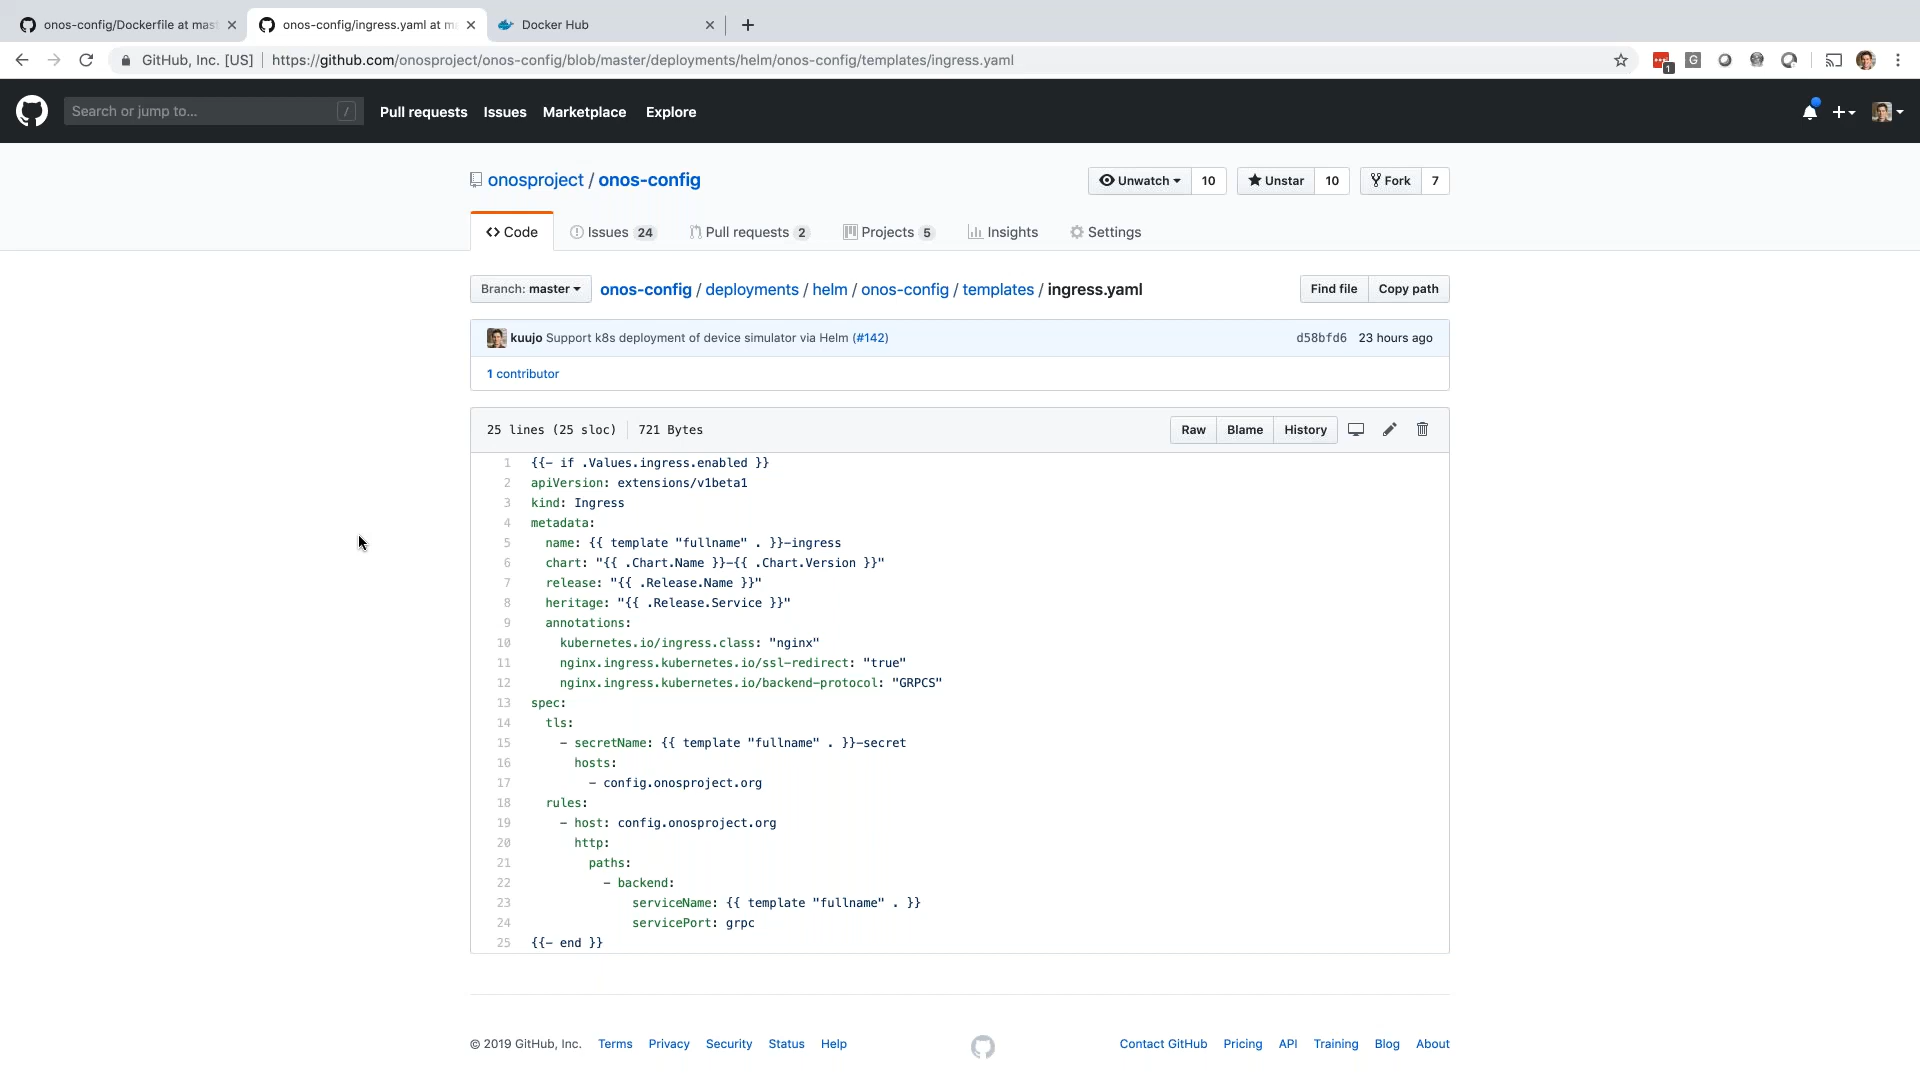 onos-config/Dockerfile at mas
onos-config/ingress.yaml at m
Docker Hub
GitHub, Inc. [US]
https://github.com/onosproject/onos-config/blob/master/deployments/helm/onos-config/templates/ingress.yaml
1
G
Search or jump to...
/
Pull requests
Issues
Marketplace
Explore
onosproject / onos-config
Unwatch 10
Unstar 10
Fork 7
Code
Issues 24
Pull requests 2
Projects 5
Insights
Settings
Branch: master
onos-config / deployments / helm / onos-config / templates / ingress.yaml
Find file
Copy path
kuujo Support k8s deployment of device simulator via Helm (#142)
d58bfd6 23 hours ago
1 contributor
25 lines (25 sloc) 721 Bytes
Raw
Blame
History
1 {{- if .Values.ingress.enabled }}
2 apiVersion: extensions/v1beta1
3 kind: Ingress
4 metadata:
5   name: {{ template "fullname" . }}-ingress
6   chart: "{{ .Chart.Name }}-{{ .Chart.Version }}"
7   release: "{{ .Release.Name }}"
8   heritage: "{{ .Release.Service }}"
9   annotations:
10     kubernetes.io/ingress.class: "nginx"
11     nginx.ingress.kubernetes.io/ssl-redirect: "true"
12     nginx.ingress.kubernetes.io/backend-protocol: "GRPCS"
13 spec:
14   tls:
15     - secretName: {{ template "fullname" . }}-secret
16       hosts:
17         - config.onosproject.org
18   rules:
19     - host: config.onosproject.org
20       http:
21         paths:
22           - backend:
23               serviceName: {{ template "fullname" . }}
24               servicePort: grpc
25 {{- end }}
© 2019 GitHub, Inc.
Terms
Privacy
Security
Status
Help
Contact GitHub
Pricing
API
Training
Blog
About